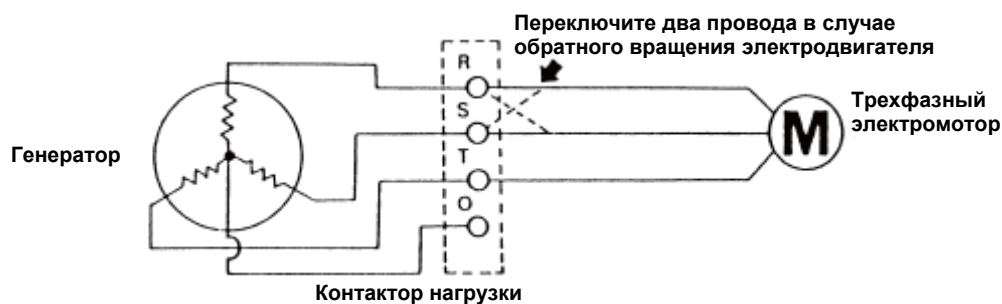 Переключите два провода в случае
обратного вращения электродвигателя
R
S
T
O
Генератор
M
Трехфазный
электромотор
Контактор нагрузки